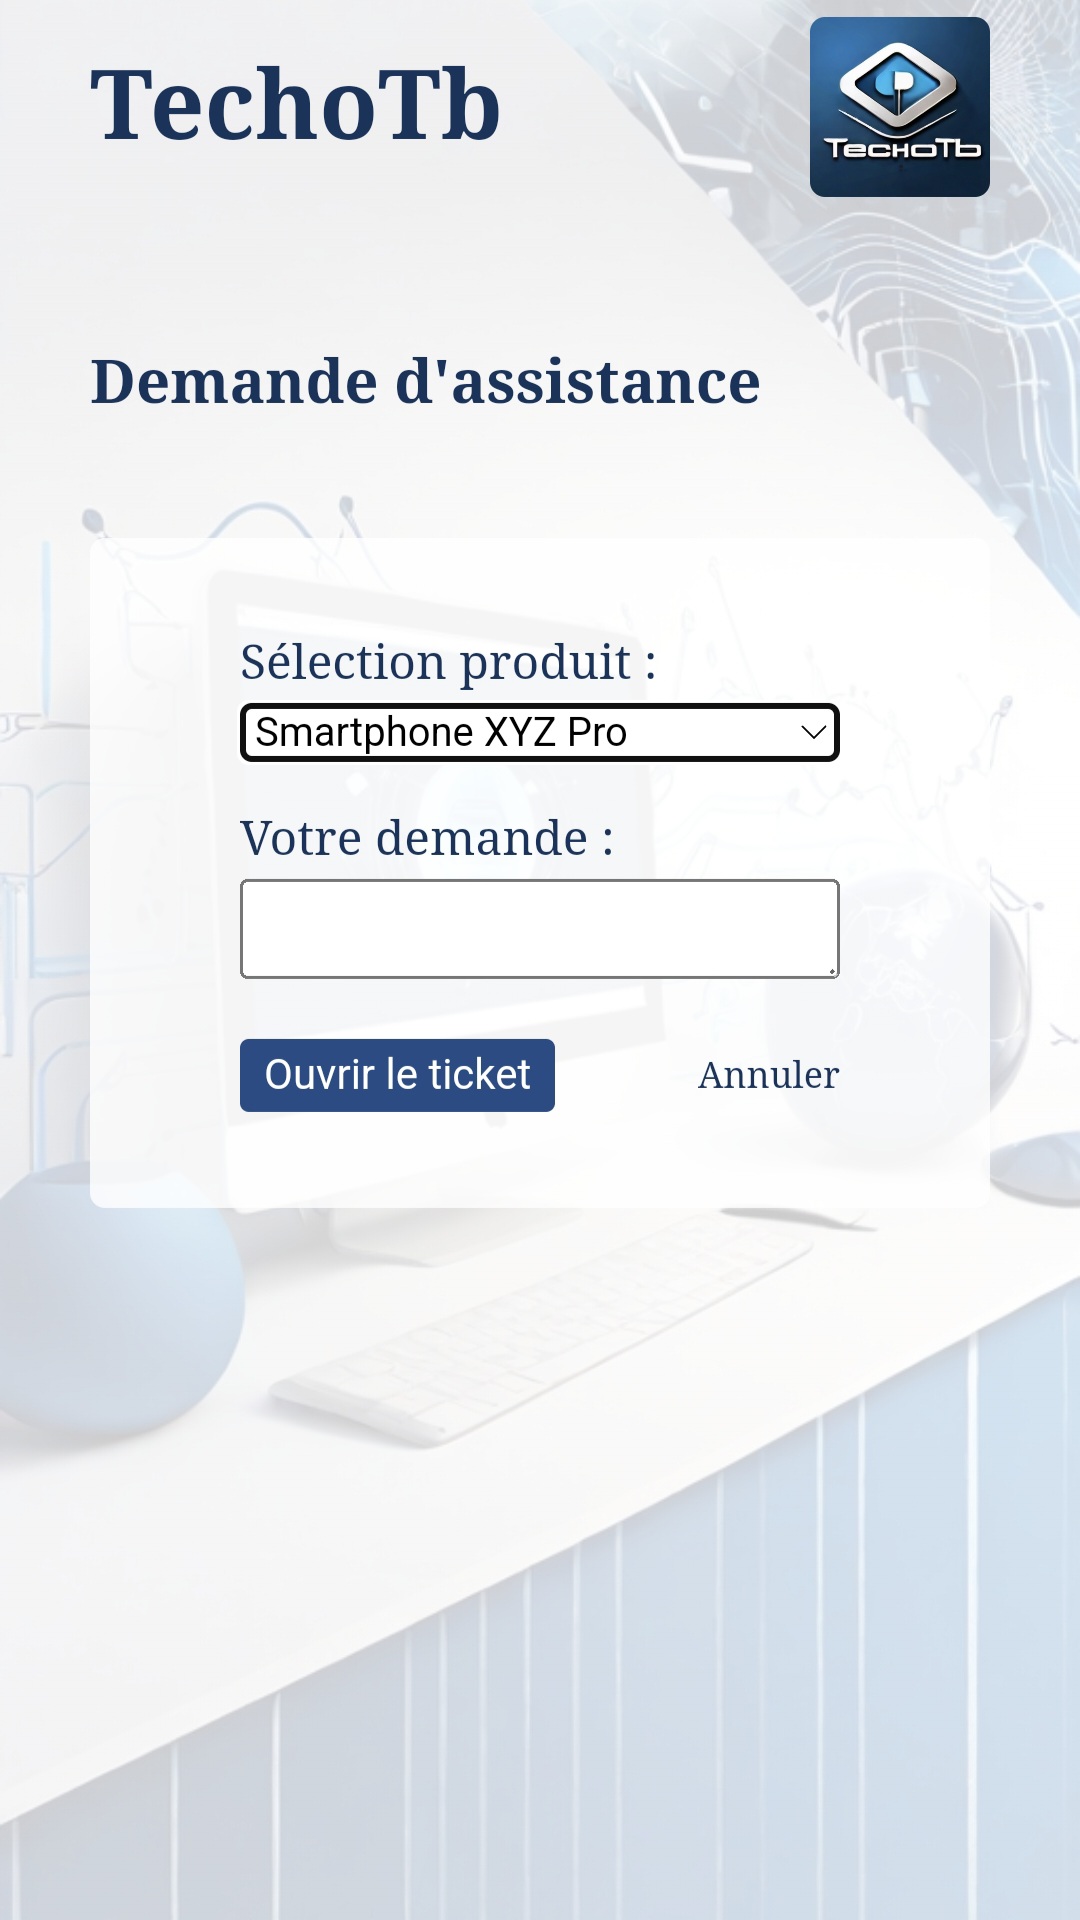 TechoTb
TECHOTb
Demande d'assistance
Sélection produit :
Smartphone XYZ Pro
Votre demande :
Ouvrir le ticket
Annuler